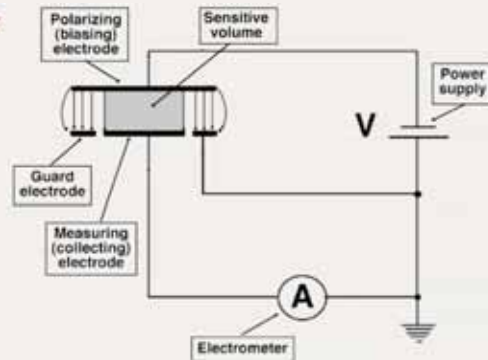 Polarizing
(biasing)
electrode
Sensitive
volume
Power
supply
V
Guard
electrode
Measuring
(collecting)
electrode
A
Electrometer